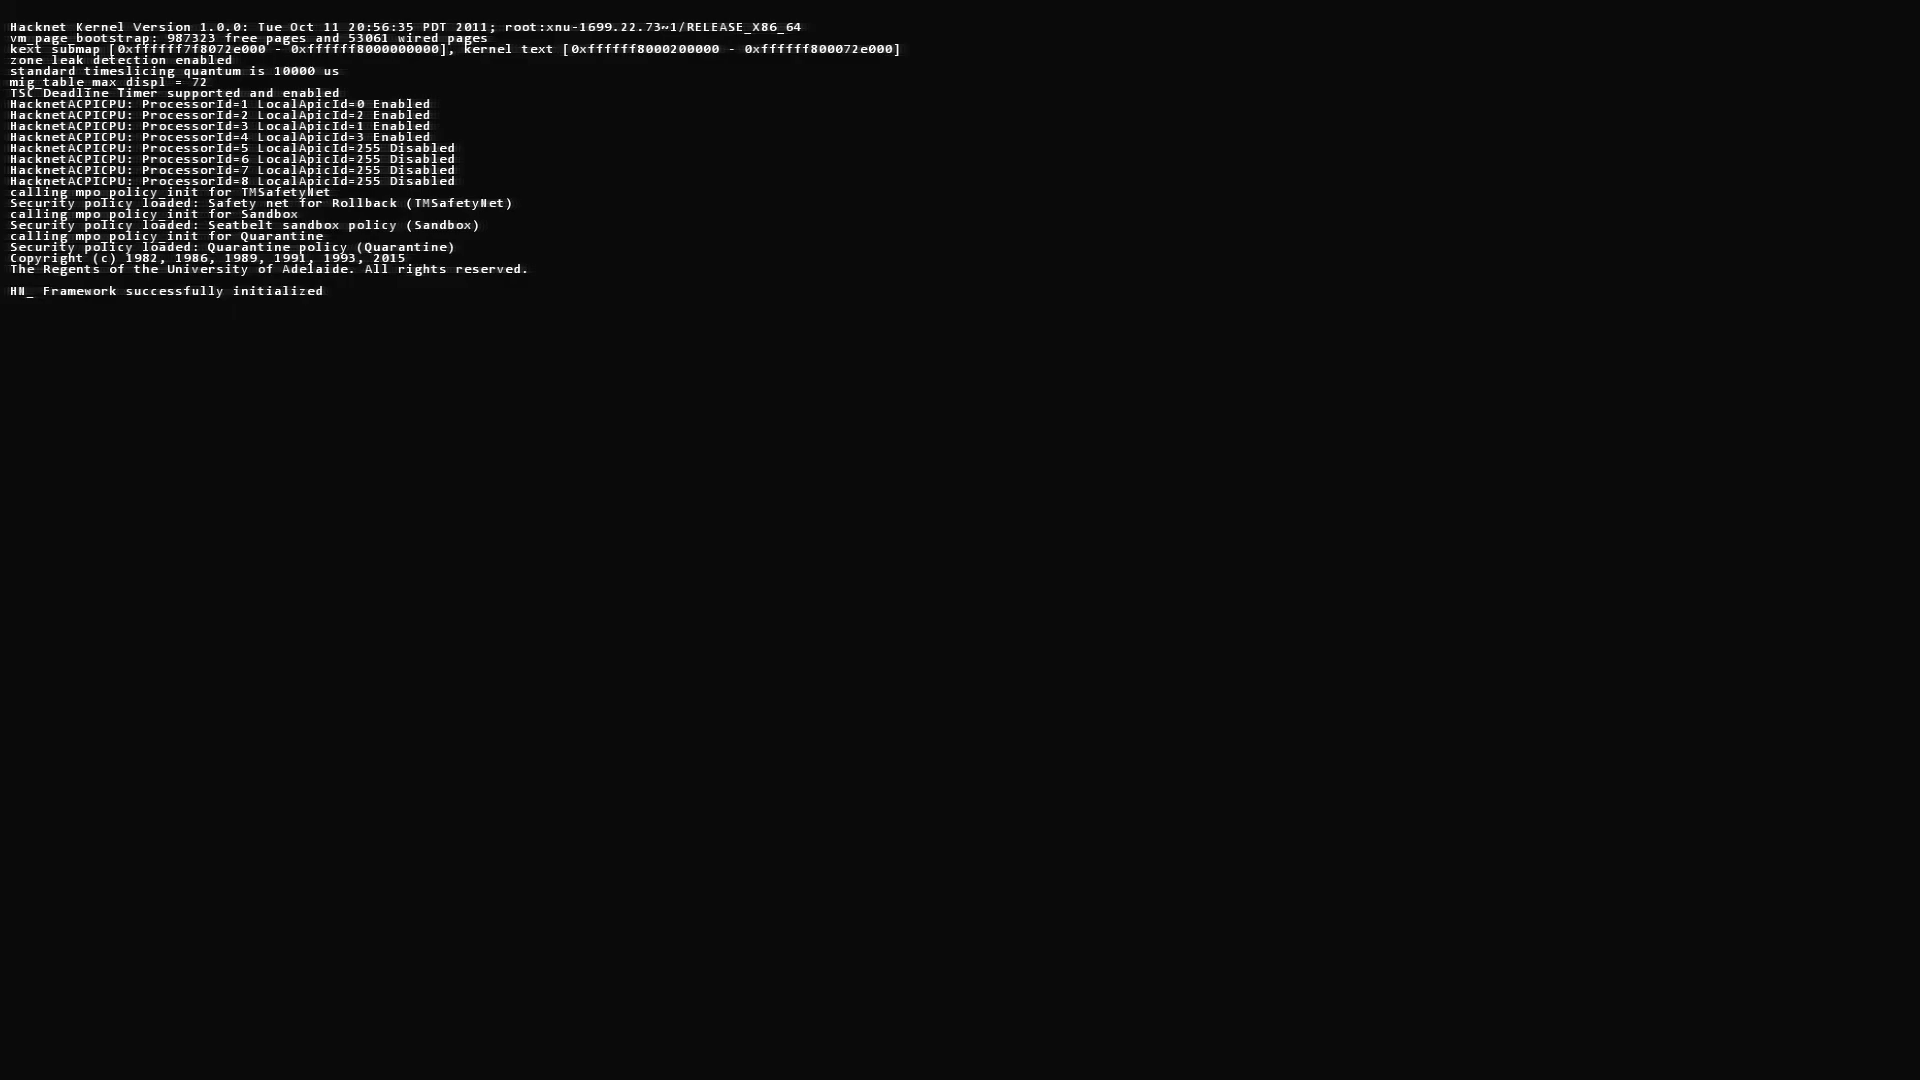 Hacknet Kernel Version 1.0.0: Tue Oct 11 20:56:35 PDT 2011; root:xnu-1699.22.73~1/RELEASE_X86_64
vm_page_bootstrap: 987323 free pages and 53061 wired pages
kext submap [0xffffff7f8072e000 - 0xffffff8000000000], kernel text [0xffffff8000200000 - 0xffffff800072e000]
zone leak detection enabled
standard timeslicing quantum is 10000 us
mig_table_max_displ = 72
TSC Deadline Timer supported and enabled
HacknetACPICPU: ProcessorId=1 LocalApicId=0 Enabled
HacknetACPICPU: ProcessorId=2 LocalApicId=2 Enabled
HacknetACPICPU: ProcessorId=3 LocalApicId=1 Enabled
HacknetACPICPU: ProcessorId=4 LocalApicId=3 Enabled
HacknetACPICPU: ProcessorId=5 LocalApicId=255 Disabled
HacknetACPICPU: ProcessorId=6 LocalApicId=255 Disabled
HacknetACPICPU: ProcessorId=7 LocalApicId=255 Disabled
HacknetACPICPU: ProcessorId=8 LocalApicId=255 Disabled
calling mpo_policy_init for TMSafetyNet
Security policy loaded: Safety net for Rollback (TMSafetyNet)
calling mpo_policy_init for Sandbox
Security policy loaded: Seatbelt sandbox policy (Sandbox)
calling mpo_policy_init for Quarantine
Security policy loaded: Quarantine policy (Quarantine)
Copyright (c) 1982, 1986, 1989, 1991, 1993, 2015
The Regents of the University of Adelaide. All rights reserved.
HN_ Framework successfully initialized